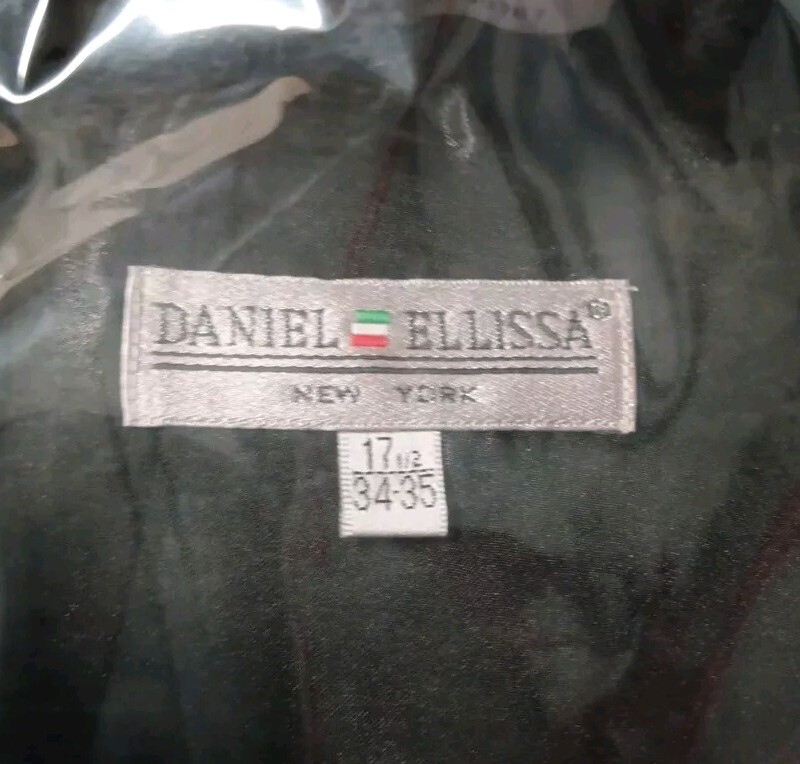 DANIEL ELLISSA®
NEW YORK
17 1/2
34-35